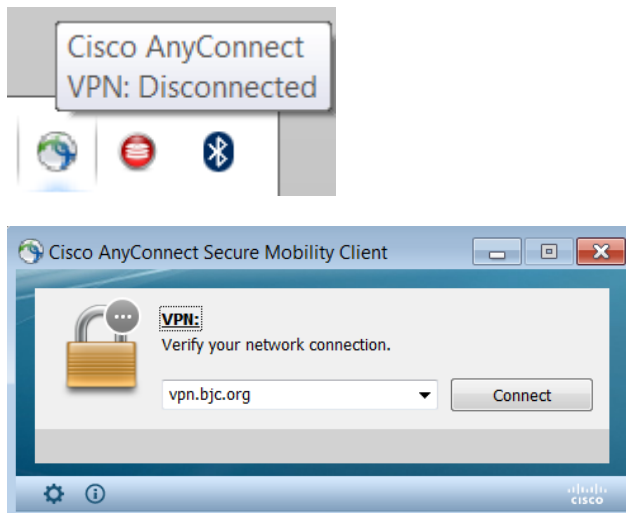 Cisco AnyConnect
VPN: Disconnected
Cisco AnyConnect Secure Mobility Client
VPN:
Verify your network connection.
vpn.bjc.org
Connect
CISCO